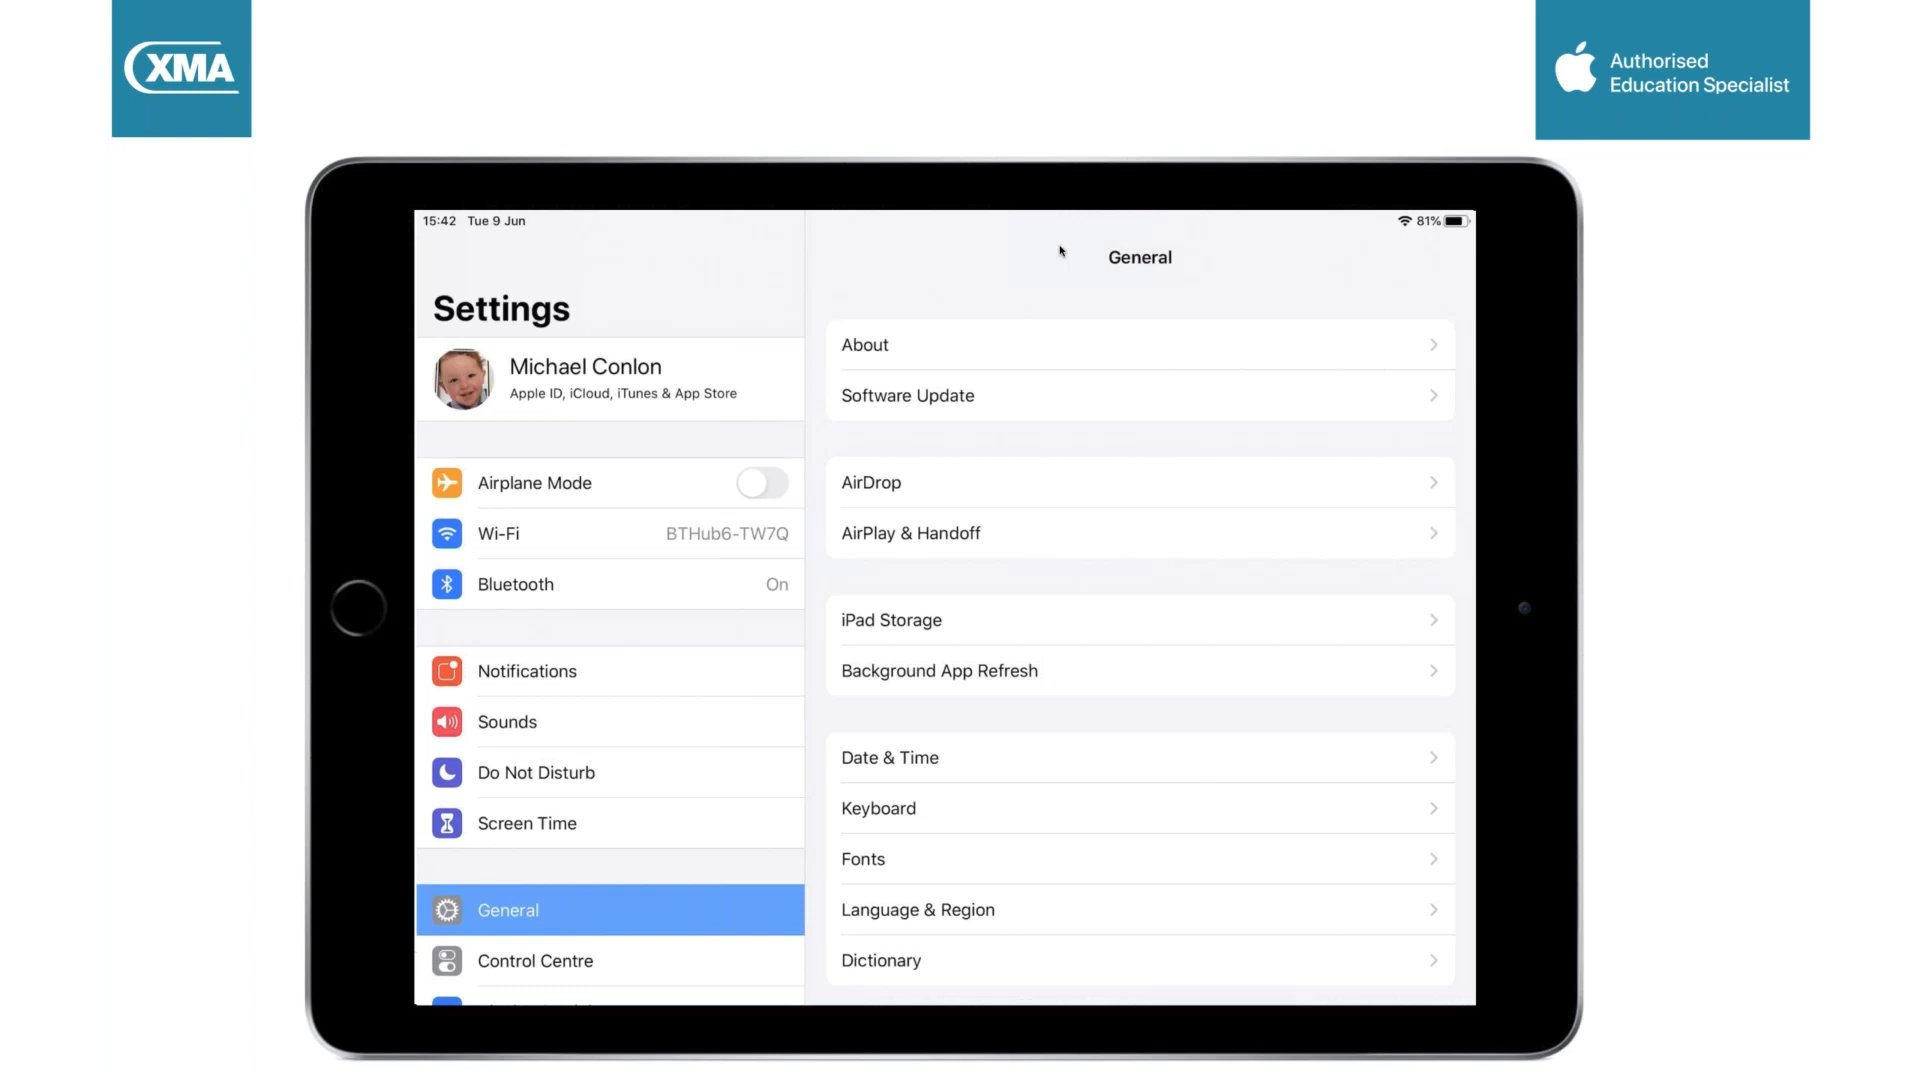 XMA
Authorised
Education Specialist
15:42 Tue 9 Jun
81%
General
Settings
Michael Conlon
Apple ID, iCloud, iTunes & App Store
Airplane Mode
Wi-Fi BTHub6-TW7Q
Bluetooth On
Notifications
Sounds
Do Not Disturb
Screen Time
General
Control Centre
About
Software Update
AirDrop
AirPlay & Handoff
iPad Storage
Background App Refresh
Date & Time
Keyboard
Fonts
Language & Region
Dictionary